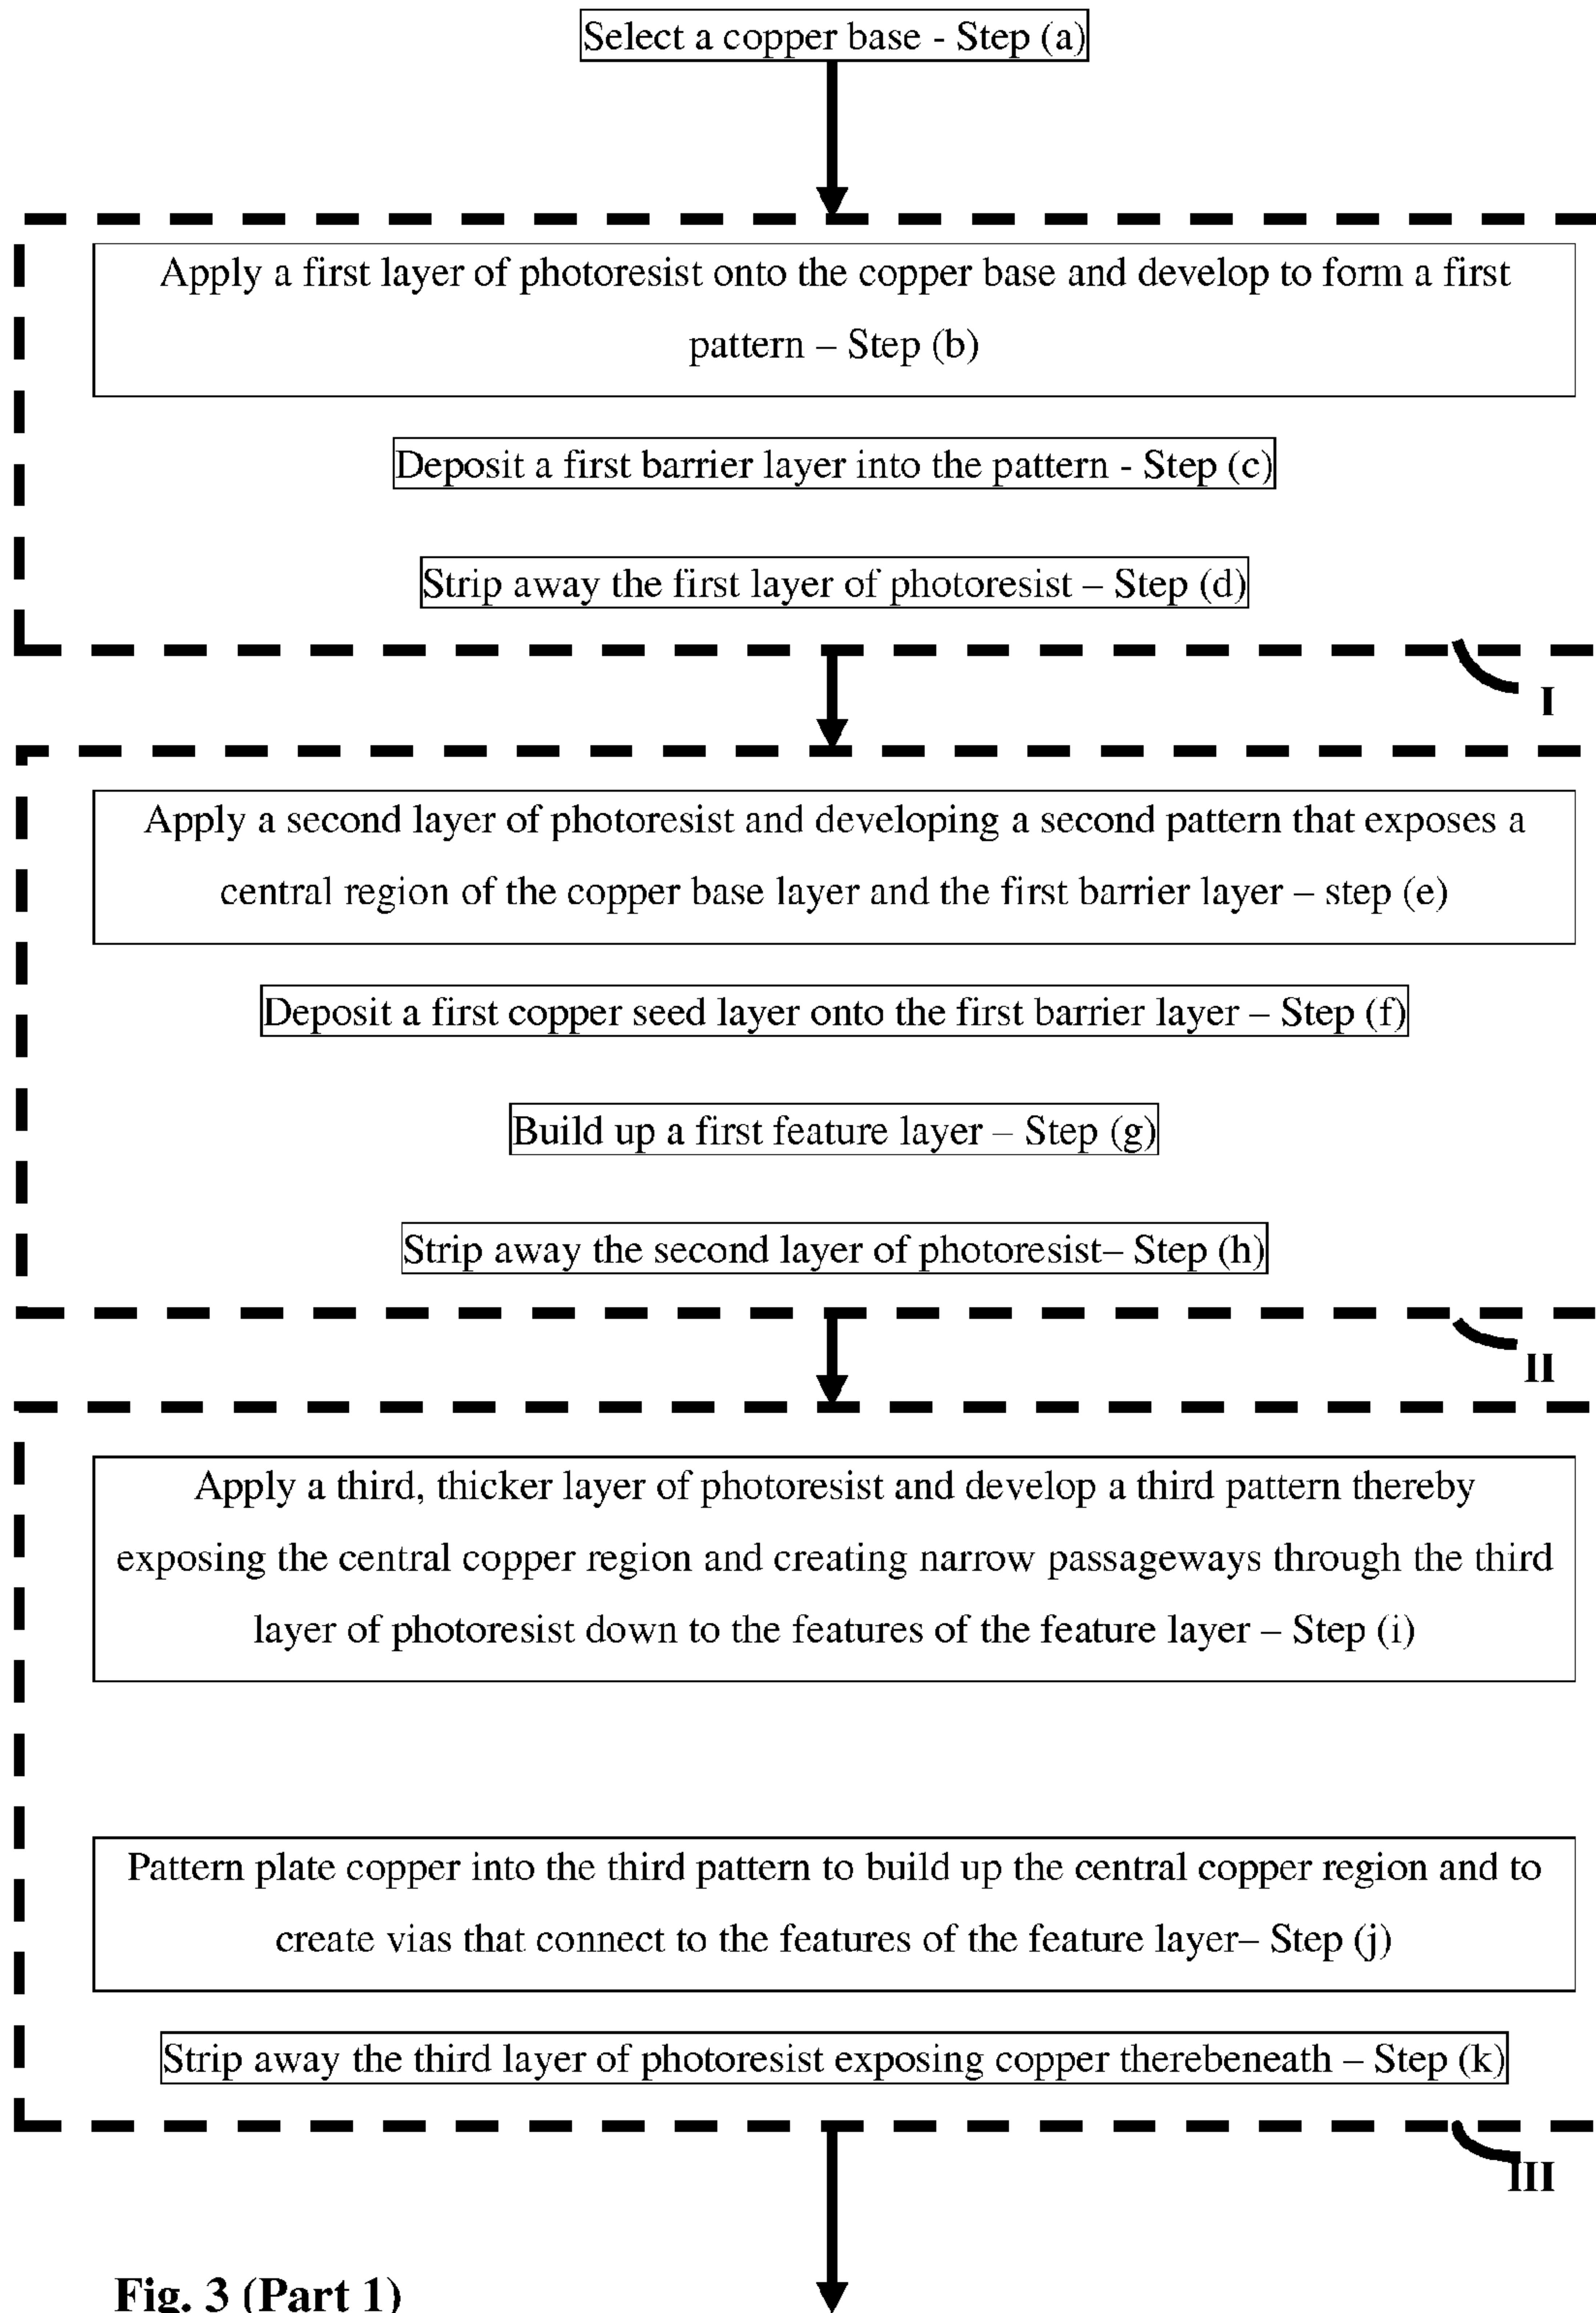 Select a copper base - Step (a)
Apply a first layer of photoresist onto the copper base and develop to form a first
pattern – Step (b)
Deposit a first barrier layer into the pattern - Step (c)
Strip away the first layer of photoresist – Step (d)
I
Apply a second layer of photoresist and developing a second pattern that exposes a
central region of the copper base layer and the first barrier layer – step (e)
Deposit a first copper seed layer onto the first barrier layer – Step (f)
Build up a first feature layer – Step (g)
Strip away the second layer of photoresist– Step (h)
II
Apply a third, thicker layer of photoresist and develop a third pattern thereby
exposing the central copper region and creating narrow passageways through the third
layer of photoresist down to the features of the feature layer – Step (i)
Pattern plate copper into the third pattern to build up the central copper region and to
create vias that connect to the features of the feature layer– Step (j)
Strip away the third layer of photoresist exposing copper therebeneath – Step (k)
III
Fig. 3 (Part 1)